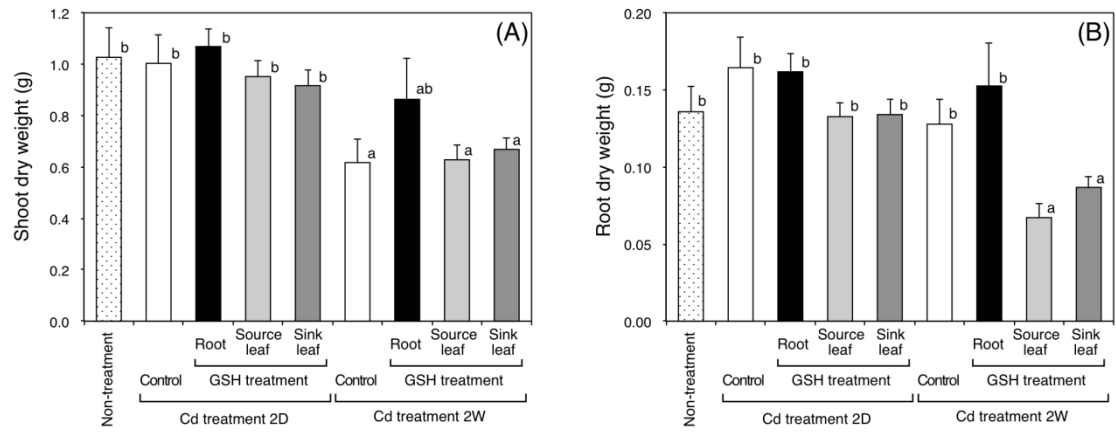 (A)
Shoot dry weight (g)
1.2
1.0
0.8
0.6
0.4
0.2
0.0
b
b
b
b
b
a
ab
a
a
Non-treatment
Control
Root
Source
leaf
Sink
leaf
GSH treatment
Cd treatment 2D
Control
Root
Source
leaf
Sink
leaf
GSH treatment
Cd treatment 2W
(B)
Root dry weight (g)
0.20
0.15
0.10
0.05
0.00
b
b
b
b
b
b
b
a
a
Non-treatment
Control
Root
Source
leaf
Sink
leaf
GSH treatment
Cd treatment 2D
Control
Root
Source
leaf
Sink
leaf
GSH treatment
Cd treatment 2W